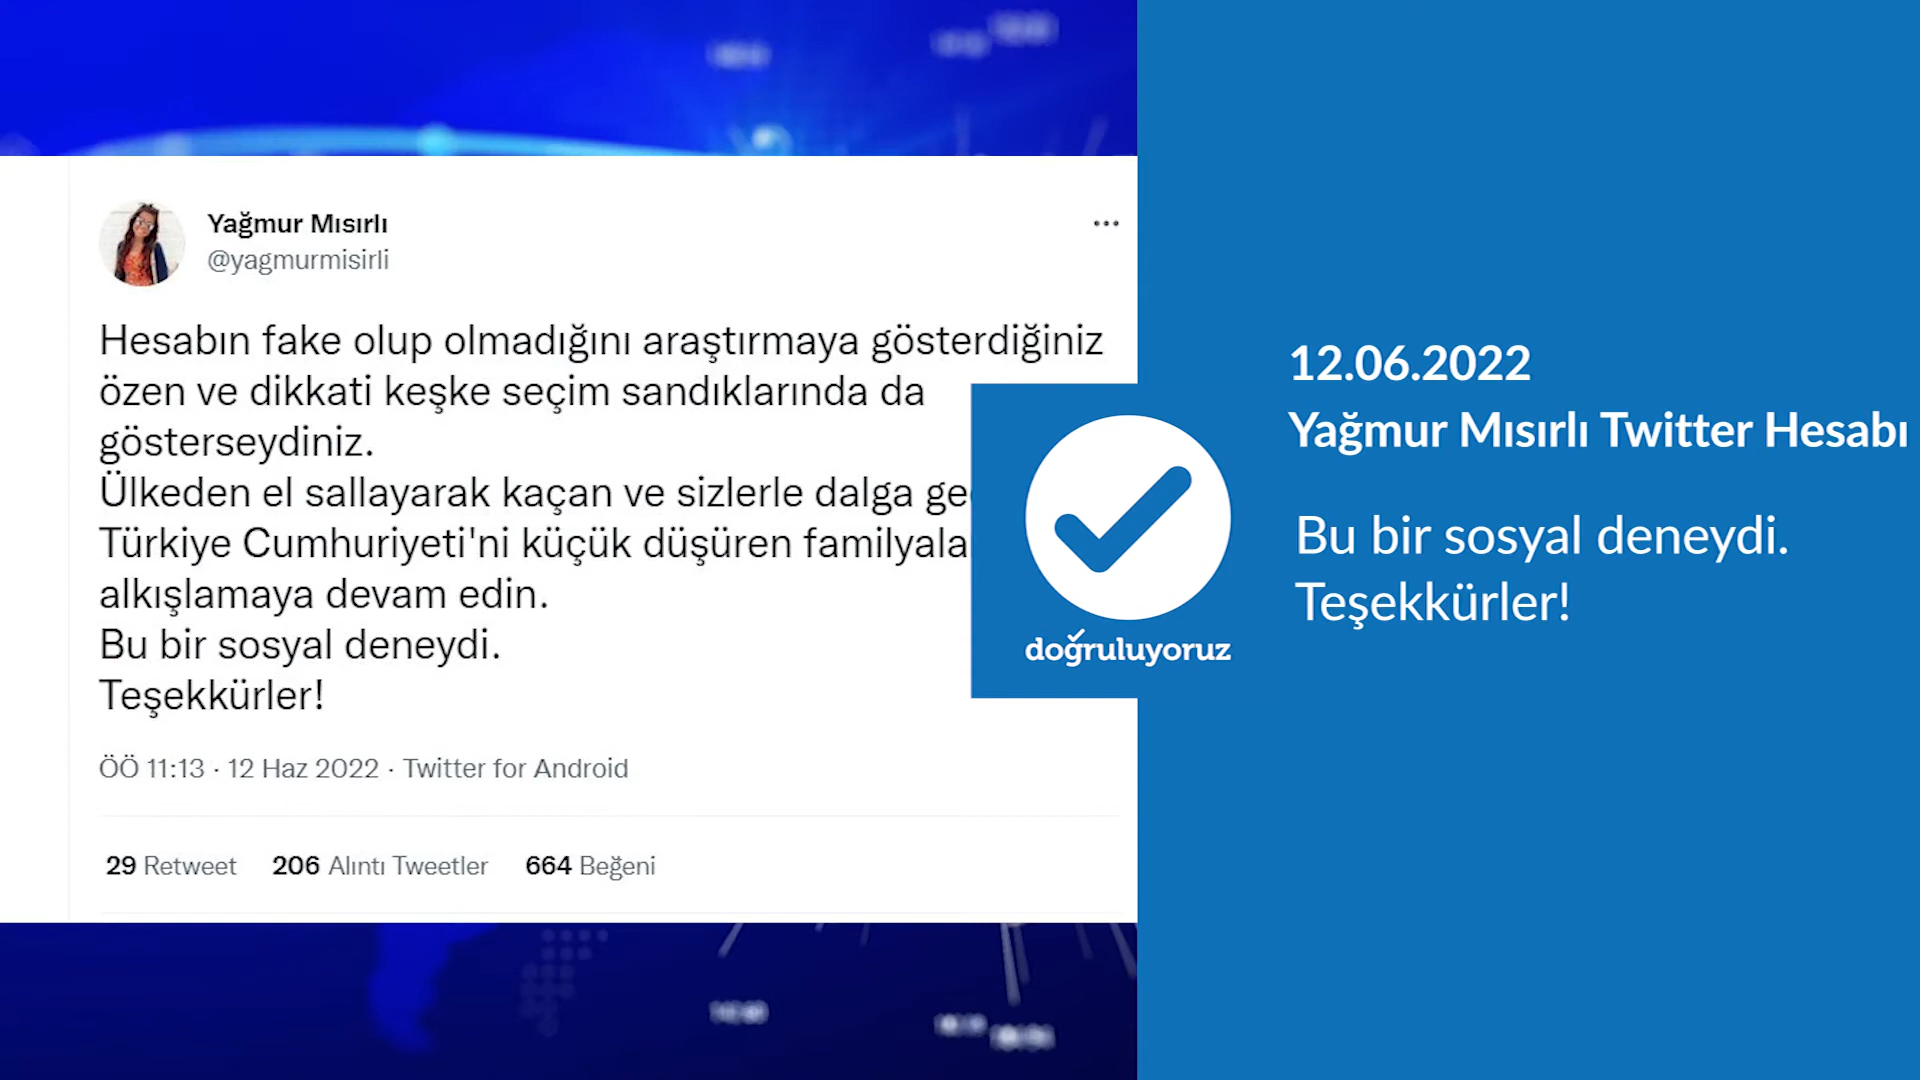 Yağmur Mısırlı
@yagmurmisirli
Hesabın fake olup olmadığını araştırmaya gösterdiğiniz
özen ve dikkati keşke seçim sandıklarında da
gösterseydiniz.
Ülkeden el sallayarak kaçan ve sizlerle dalga
Türkiye Cumhuriyeti'ni küçük düşüren
alkışlamaya devam edin.
Bu bir sosyal deneydi.
Teşekkürler!
ÖÖ 11:13 · 12 Haz 2022 · Twitter for Android
29 Retweet 206 Alıntı Tweetler 664 Beğeni
doğruluyoruz
12.06.2022
Yağmur Mısırlı Twitter Hesabı
Bu bir sosyal deneydi.
Teşekkürler!